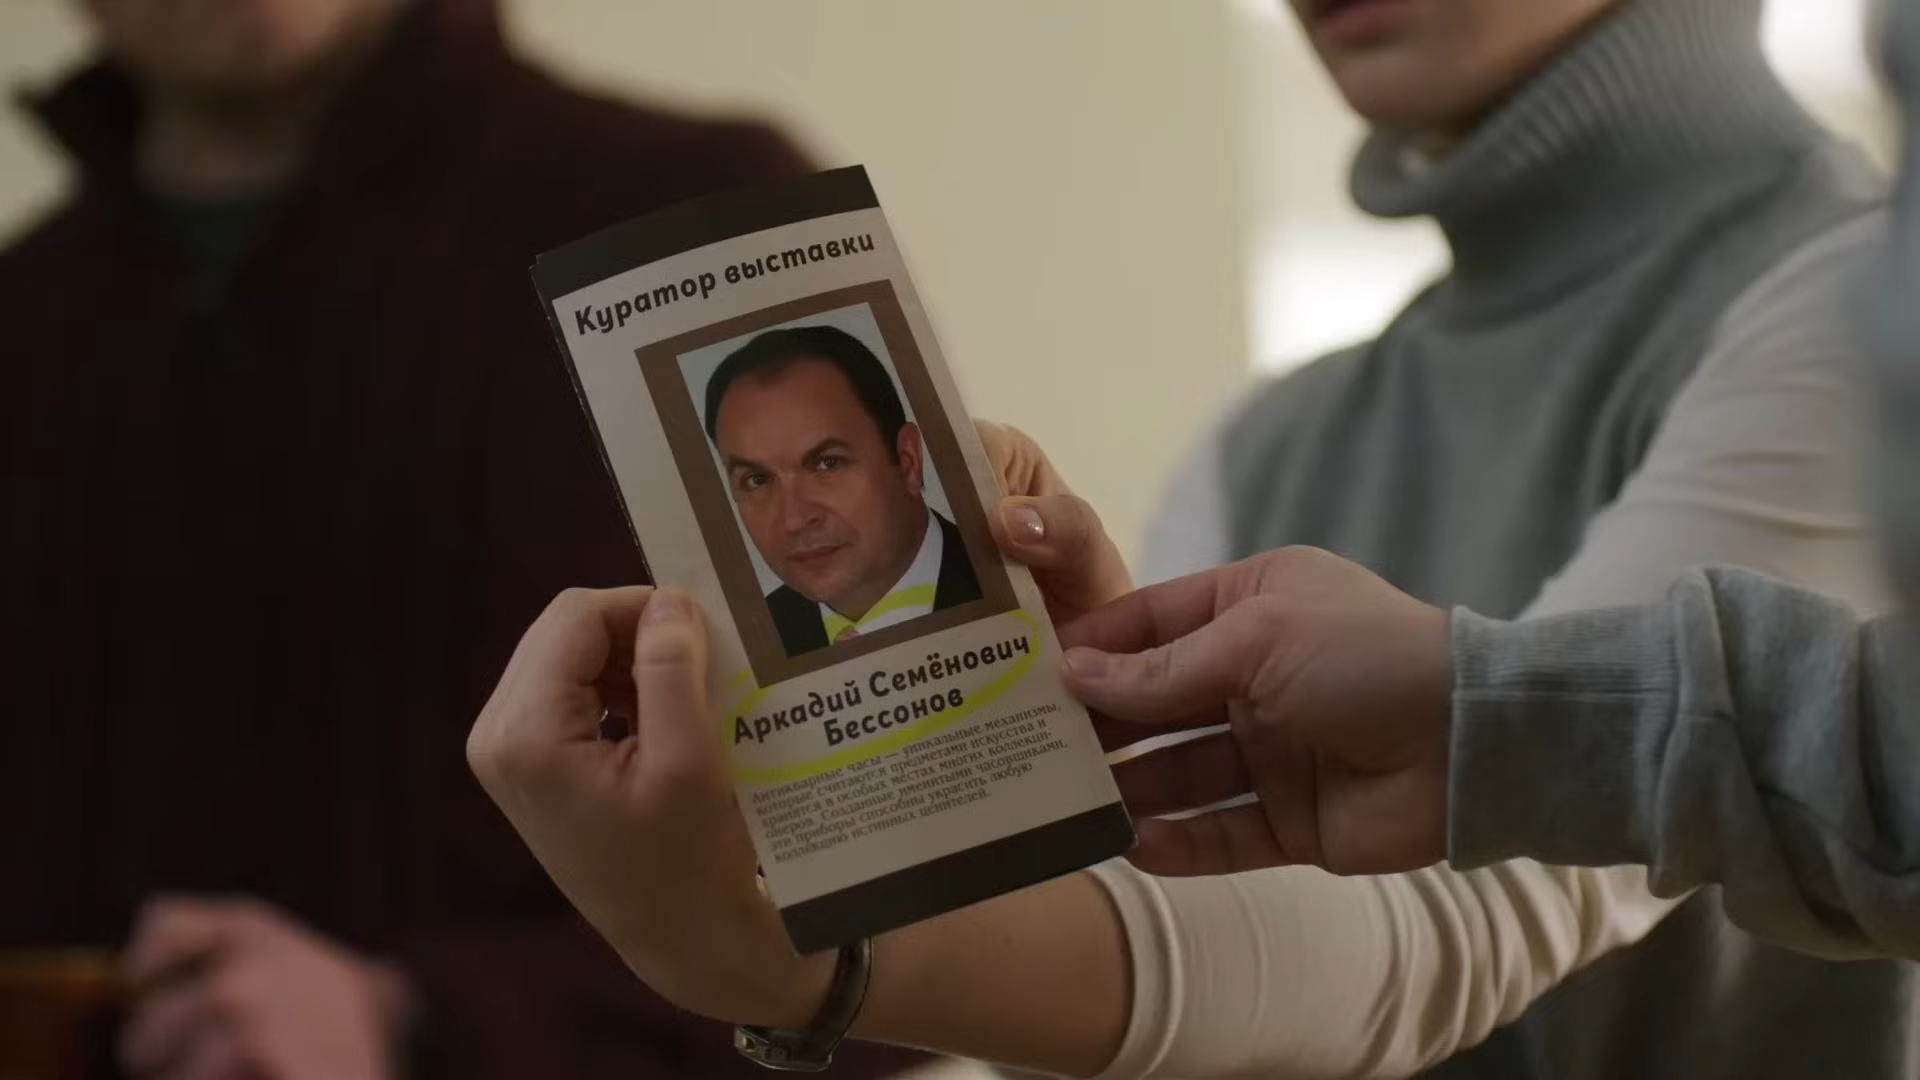 Куратор выставки
Аркадий Семёнович
Бессонов
Антикварные часы — уникальные механизмы,
которые считаются предметами искусства и
хранятся в особых местах многих коллекци-
онеров. Созданные именитыми часовщиками,
эти приборы способны украсить любую
коллекцию истинных ценителей.